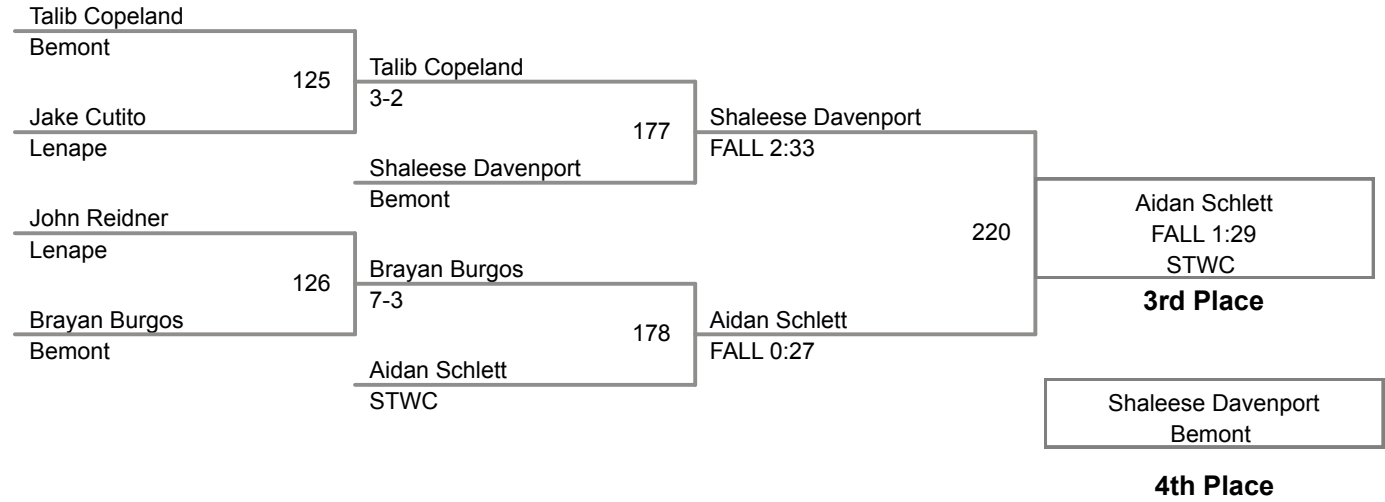 Talib Copeland
Bemont
125
Jake Cutito
Lenape
John Reidner
Lenape
126
Brayan Burgos
Bemont
Talib Copeland
3-2
177
Shaleese Davenport
Bemont
Brayan Burgos
7-3
178
Aidan Schlett
STWC
Shaleese Davenport
FALL 2:33
220
Aidan Schlett
FALL 0:27
Aidan Schlett
FALL 1:29
STWC
3rd Place
Shaleese Davenport
Bemont
4th Place